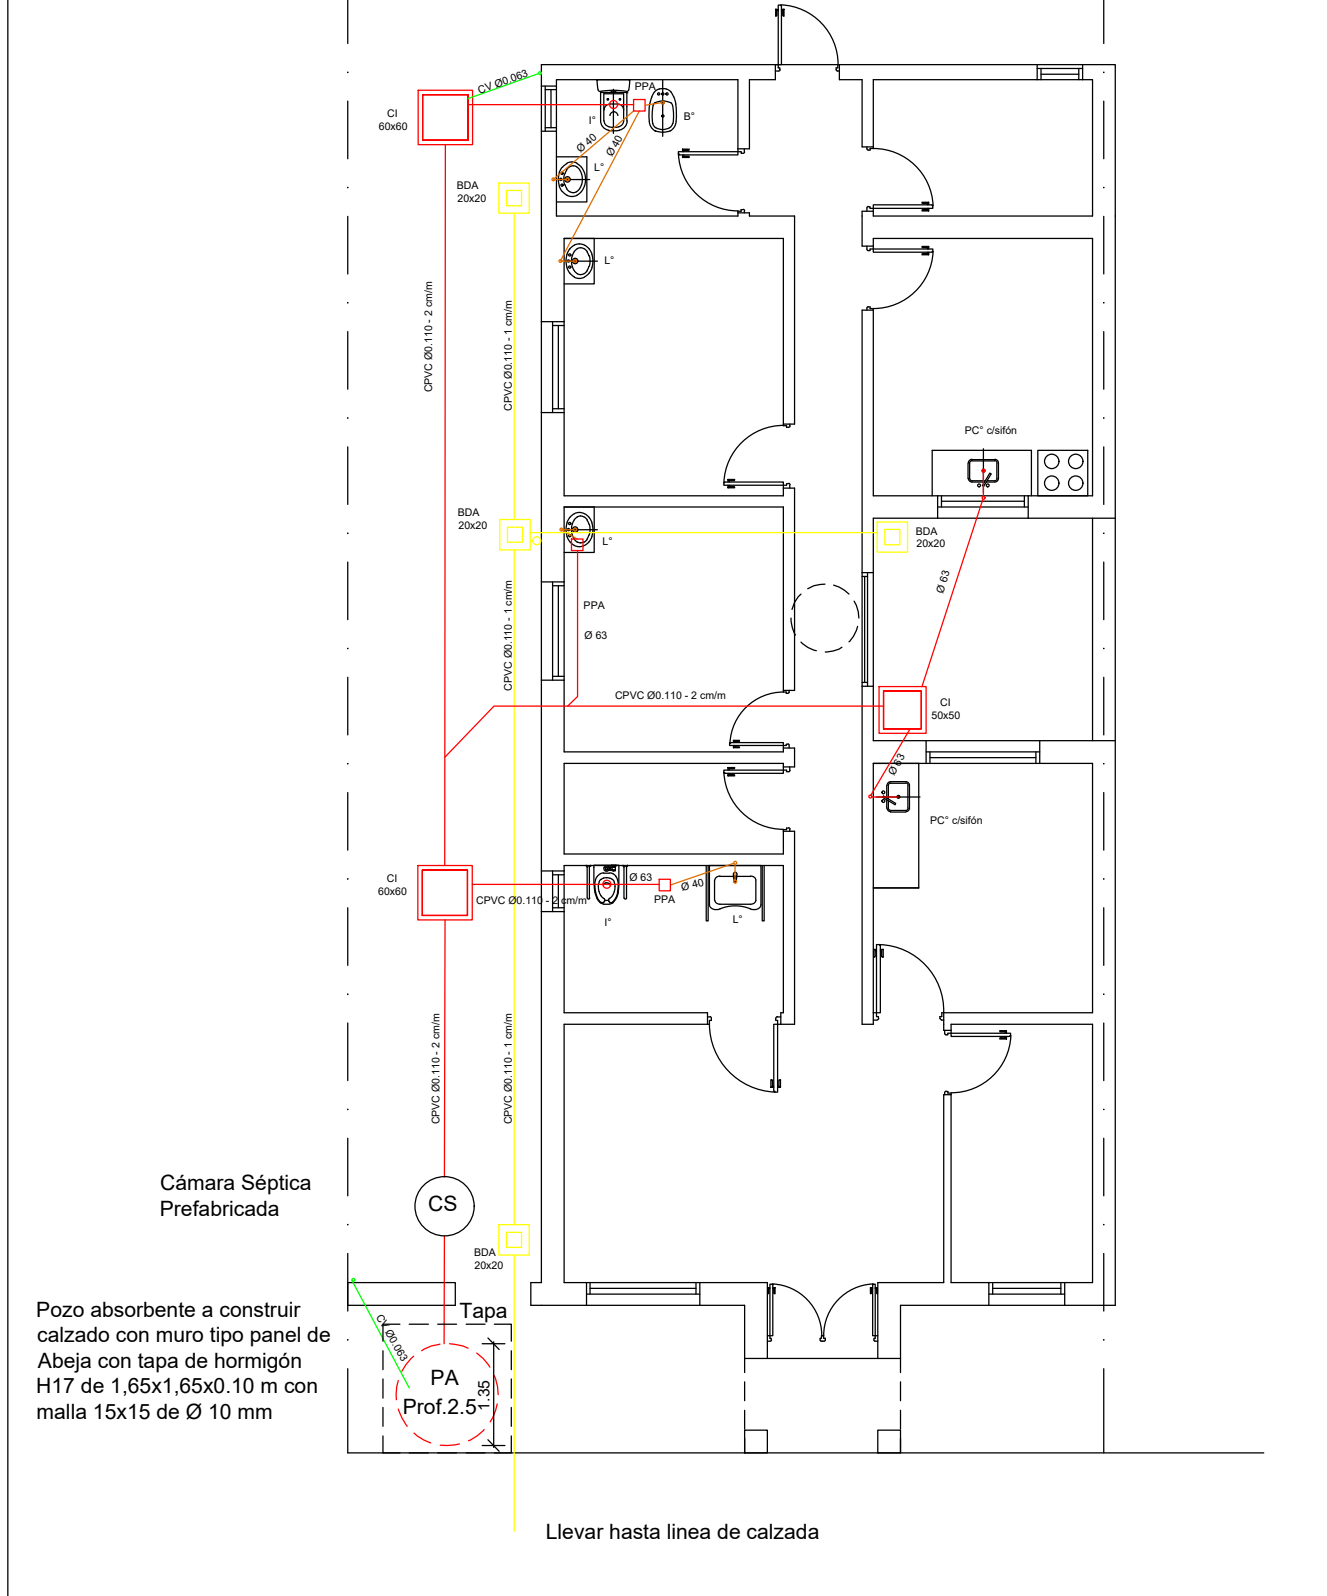 CV Ø0.063
PPA
CI
60x60
I°
B°
Ø 40
Ø 40
L°
BDA
20x20
L°
CPVC Ø0.110 - 2 cm/m
CPVC Ø0.110 - 1 cm/m
PC° c/sifón
BDA
20x20
L°
BDA
20x20
Ø 63
CPVC Ø0.110 - 1 cm/m
PPA
Ø 63
CPVC Ø0.110 - 2 cm/m
CI
50x50
Ø 63
PC° c/sifón
CI
60x60
Ø 63
Ø 40
CPVC Ø0.110 - 2 cm/m
PPA
I°
L°
CPVC Ø0.110 - 2 cm/m
CPVC Ø0.110 - 1 cm/m
Cámara Séptica
Prefabricada
CS
BDA
20x20
Tapa
Pozo absorbente a construir
calzado con muro tipo panel de
Abeja con tapa de hormigón
H17 de 1,65x1,65x0.10 m con
malla 15x15 de Ø 10 mm
CV Ø0.063
PA
Prof.2.5
1.35
Llevar hasta linea de calzada